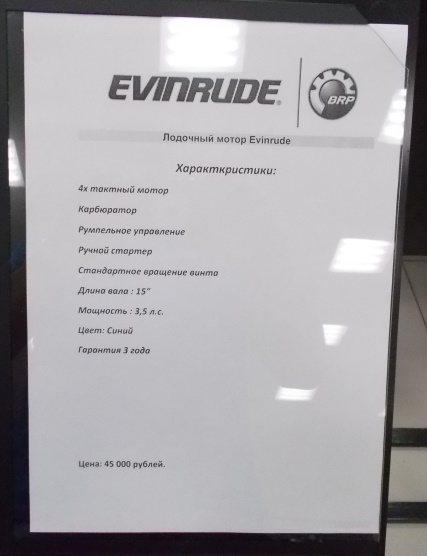 EVINRUDE®
BRP
Лодочный мотор Evinrude
Характкристики:
4х тактный мотор
Карбюратор
Румпельное управление
Ручной стартер
Стандартное вращение винта
Длина вала : 15"
Мощность : 3,5 л.с.
Цвет: Синий
Гарантия 3 года
Цена: 45 000 рублей.